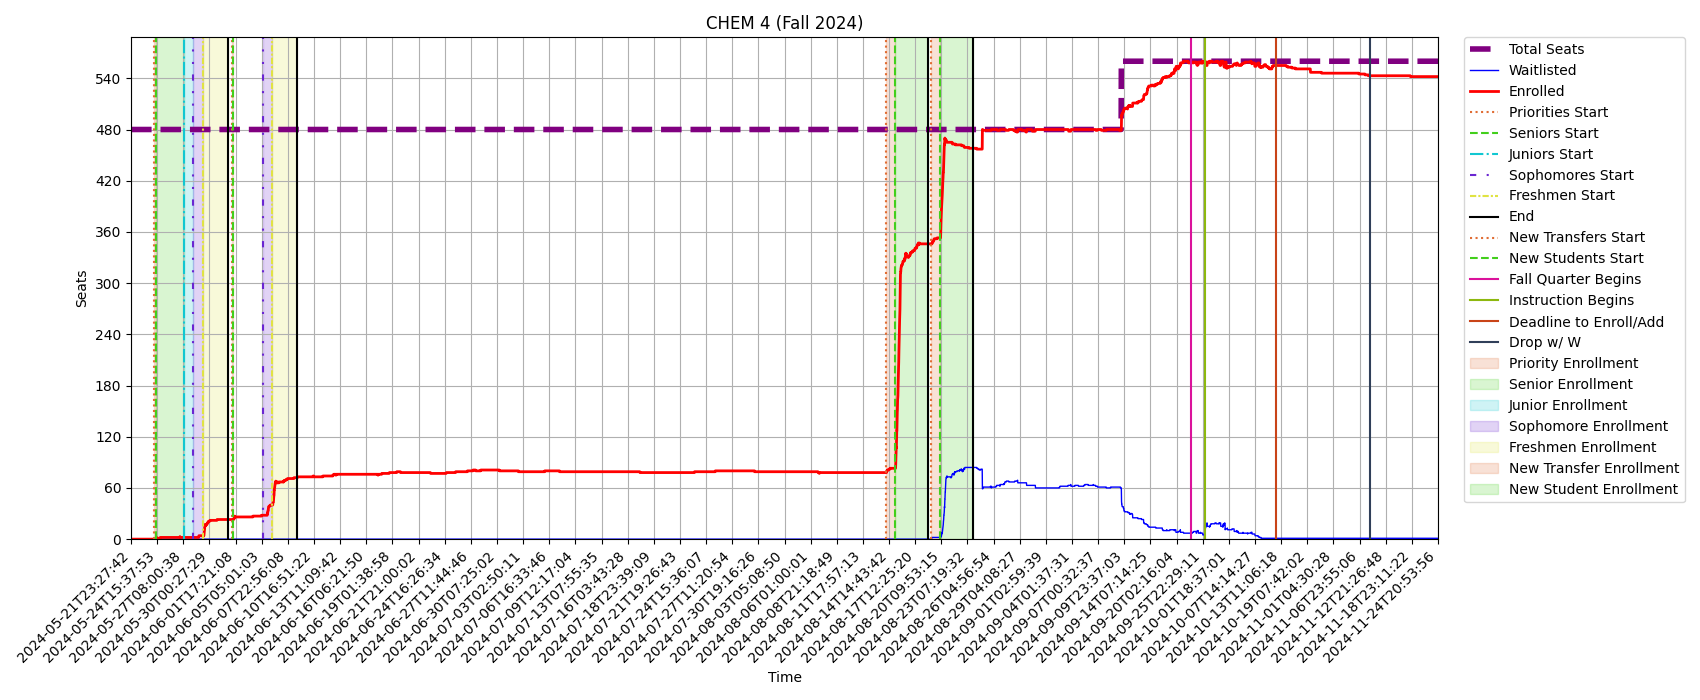 CHEM 4 (Fall 2024)
Seats
540
480
420
360
300
240
180
120
60
0
2024-05-21T23:27:42
2024-05-24T15:37:53
2024-05-27T08:00:38
2024-05-30T00:27:29
2024-06-01T17:21:08
2024-06-05T05:01:03
2024-06-07T22:56:08
2024-06-10T16:51:22
2024-06-13T11:09:42
2024-06-16T06:21:50
2024-06-19T01:38:58
2024-06-21T21:00:02
2024-06-24T16:26:34
2024-06-27T11:44:46
2024-06-30T07:25:02
2024-07-03T02:50:11
2024-07-06T16:33:46
2024-07-09T12:17:04
2024-07-13T07:55:35
2024-07-16T03:43:28
2024-07-18T23:39:09
2024-07-21T19:26:43
2024-07-24T15:36:07
2024-07-27T11:20:54
2024-07-30T19:16:26
2024-08-03T05:08:50
2024-08-06T01:00:01
2024-08-08T21:18:49
2024-08-11T17:57:13
2024-08-14T14:43:42
2024-08-17T12:25:20
2024-08-20T09:53:15
2024-08-23T07:19:32
2024-08-26T04:56:54
2024-08-29T04:08:27
2024-09-01T02:59:39
2024-09-04T01:37:31
2024-09-07T00:32:37
2024-09-09T23:37:03
2024-09-14T07:14:25
2024-09-20T02:16:04
2024-09-25T22:29:11
2024-10-01T18:37:01
2024-10-07T14:14:27
2024-10-13T11:06:18
2024-10-19T07:42:02
2024-11-01T04:30:28
2024-11-06T23:55:06
2024-11-12T21:26:48
2024-11-18T23:11:22
2024-11-24T20:53:56
Time
Total Seats
Waitlisted
Enrolled
Priorities Start
Seniors Start
Juniors Start
Sophomores Start
Freshmen Start
End
New Transfers Start
New Students Start
Fall Quarter Begins
Instruction Begins
Deadline to Enroll/Add
Drop w/ W
Priority Enrollment
Senior Enrollment
Junior Enrollment
Sophomore Enrollment
Freshmen Enrollment
New Transfer Enrollment
New Student Enrollment